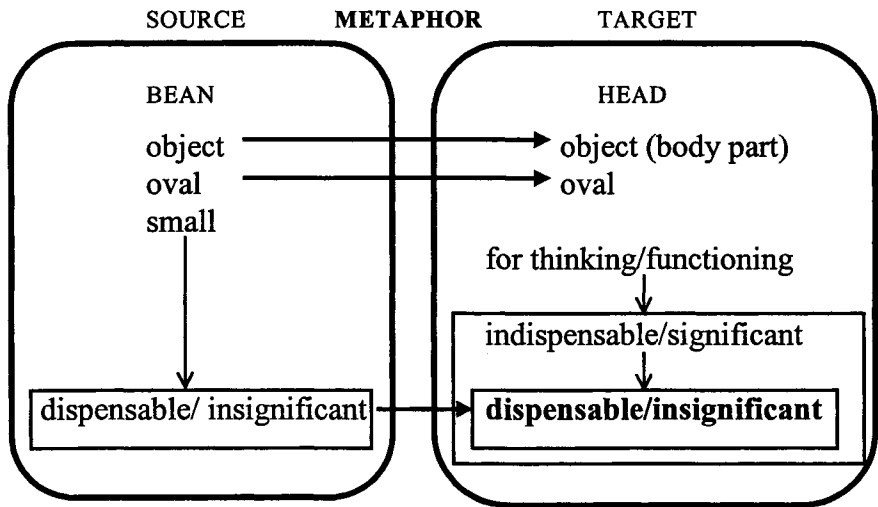 SOURCE METAPHOR TARGET
BEAN HEAD
object object (body part)
oval oval
small
for thinking/functioning
indispensable/significant
dispensable/ insignificant dispensable/insignificant